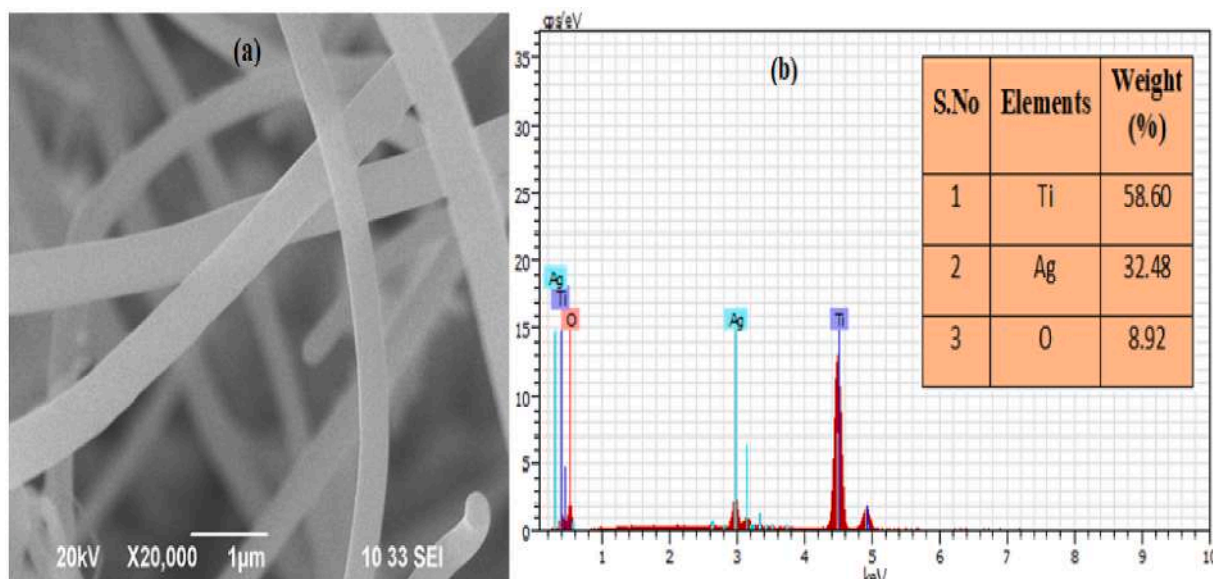 (a)
20kV X20,000 1µm 10 33 SEI
cps/eV
(b)
35
30
25
20
15
10
5
0
Ag
Ti
O
Ag
Ti
1 2 3 4 5 6 7 8 9 10
keV
S.No Elements Weight (%)
1 Ti 58.60
2 Ag 32.48
3 O 8.92